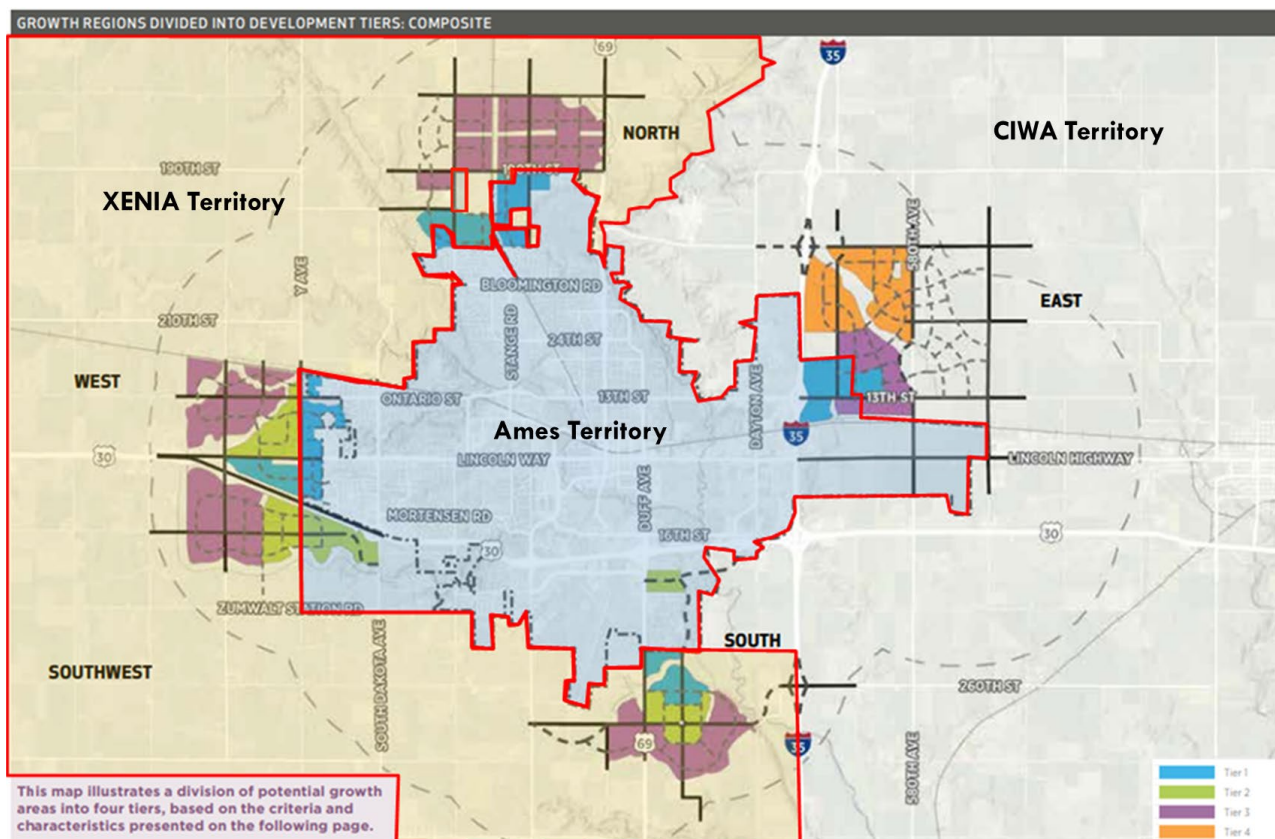 GROWTH REGIONS DIVIDED INTO DEVELOPMENT TIERS: COMPOSITE
69
35
NORTH
CIWA Territory
190TH ST
190TH ST
XENIA Territory
580TH AVE
Y AVE
BLOOMINGTON RD
EAST
210TH ST
STANGE RD
24TH ST
WEST
DAYTON AVE
ONTARIO ST
13TH ST
13TH ST
Ames Territory
35
30
LINCOLN WAY
LINCOLN HIGHWAY
DUFF AVE
MORTENSEN RD
16TH ST
30
30
ZUMWALT STATION RD
SOUTH
SOUTHWEST
SOUTH DAKOTA AVE
260TH ST
69
35
580TH AVE
This map illustrates a division of potential growth
areas into four tiers, based on the criteria and
characteristics presented on the following page.
Tier 1
Tier 2
Tier 3
Tier 4